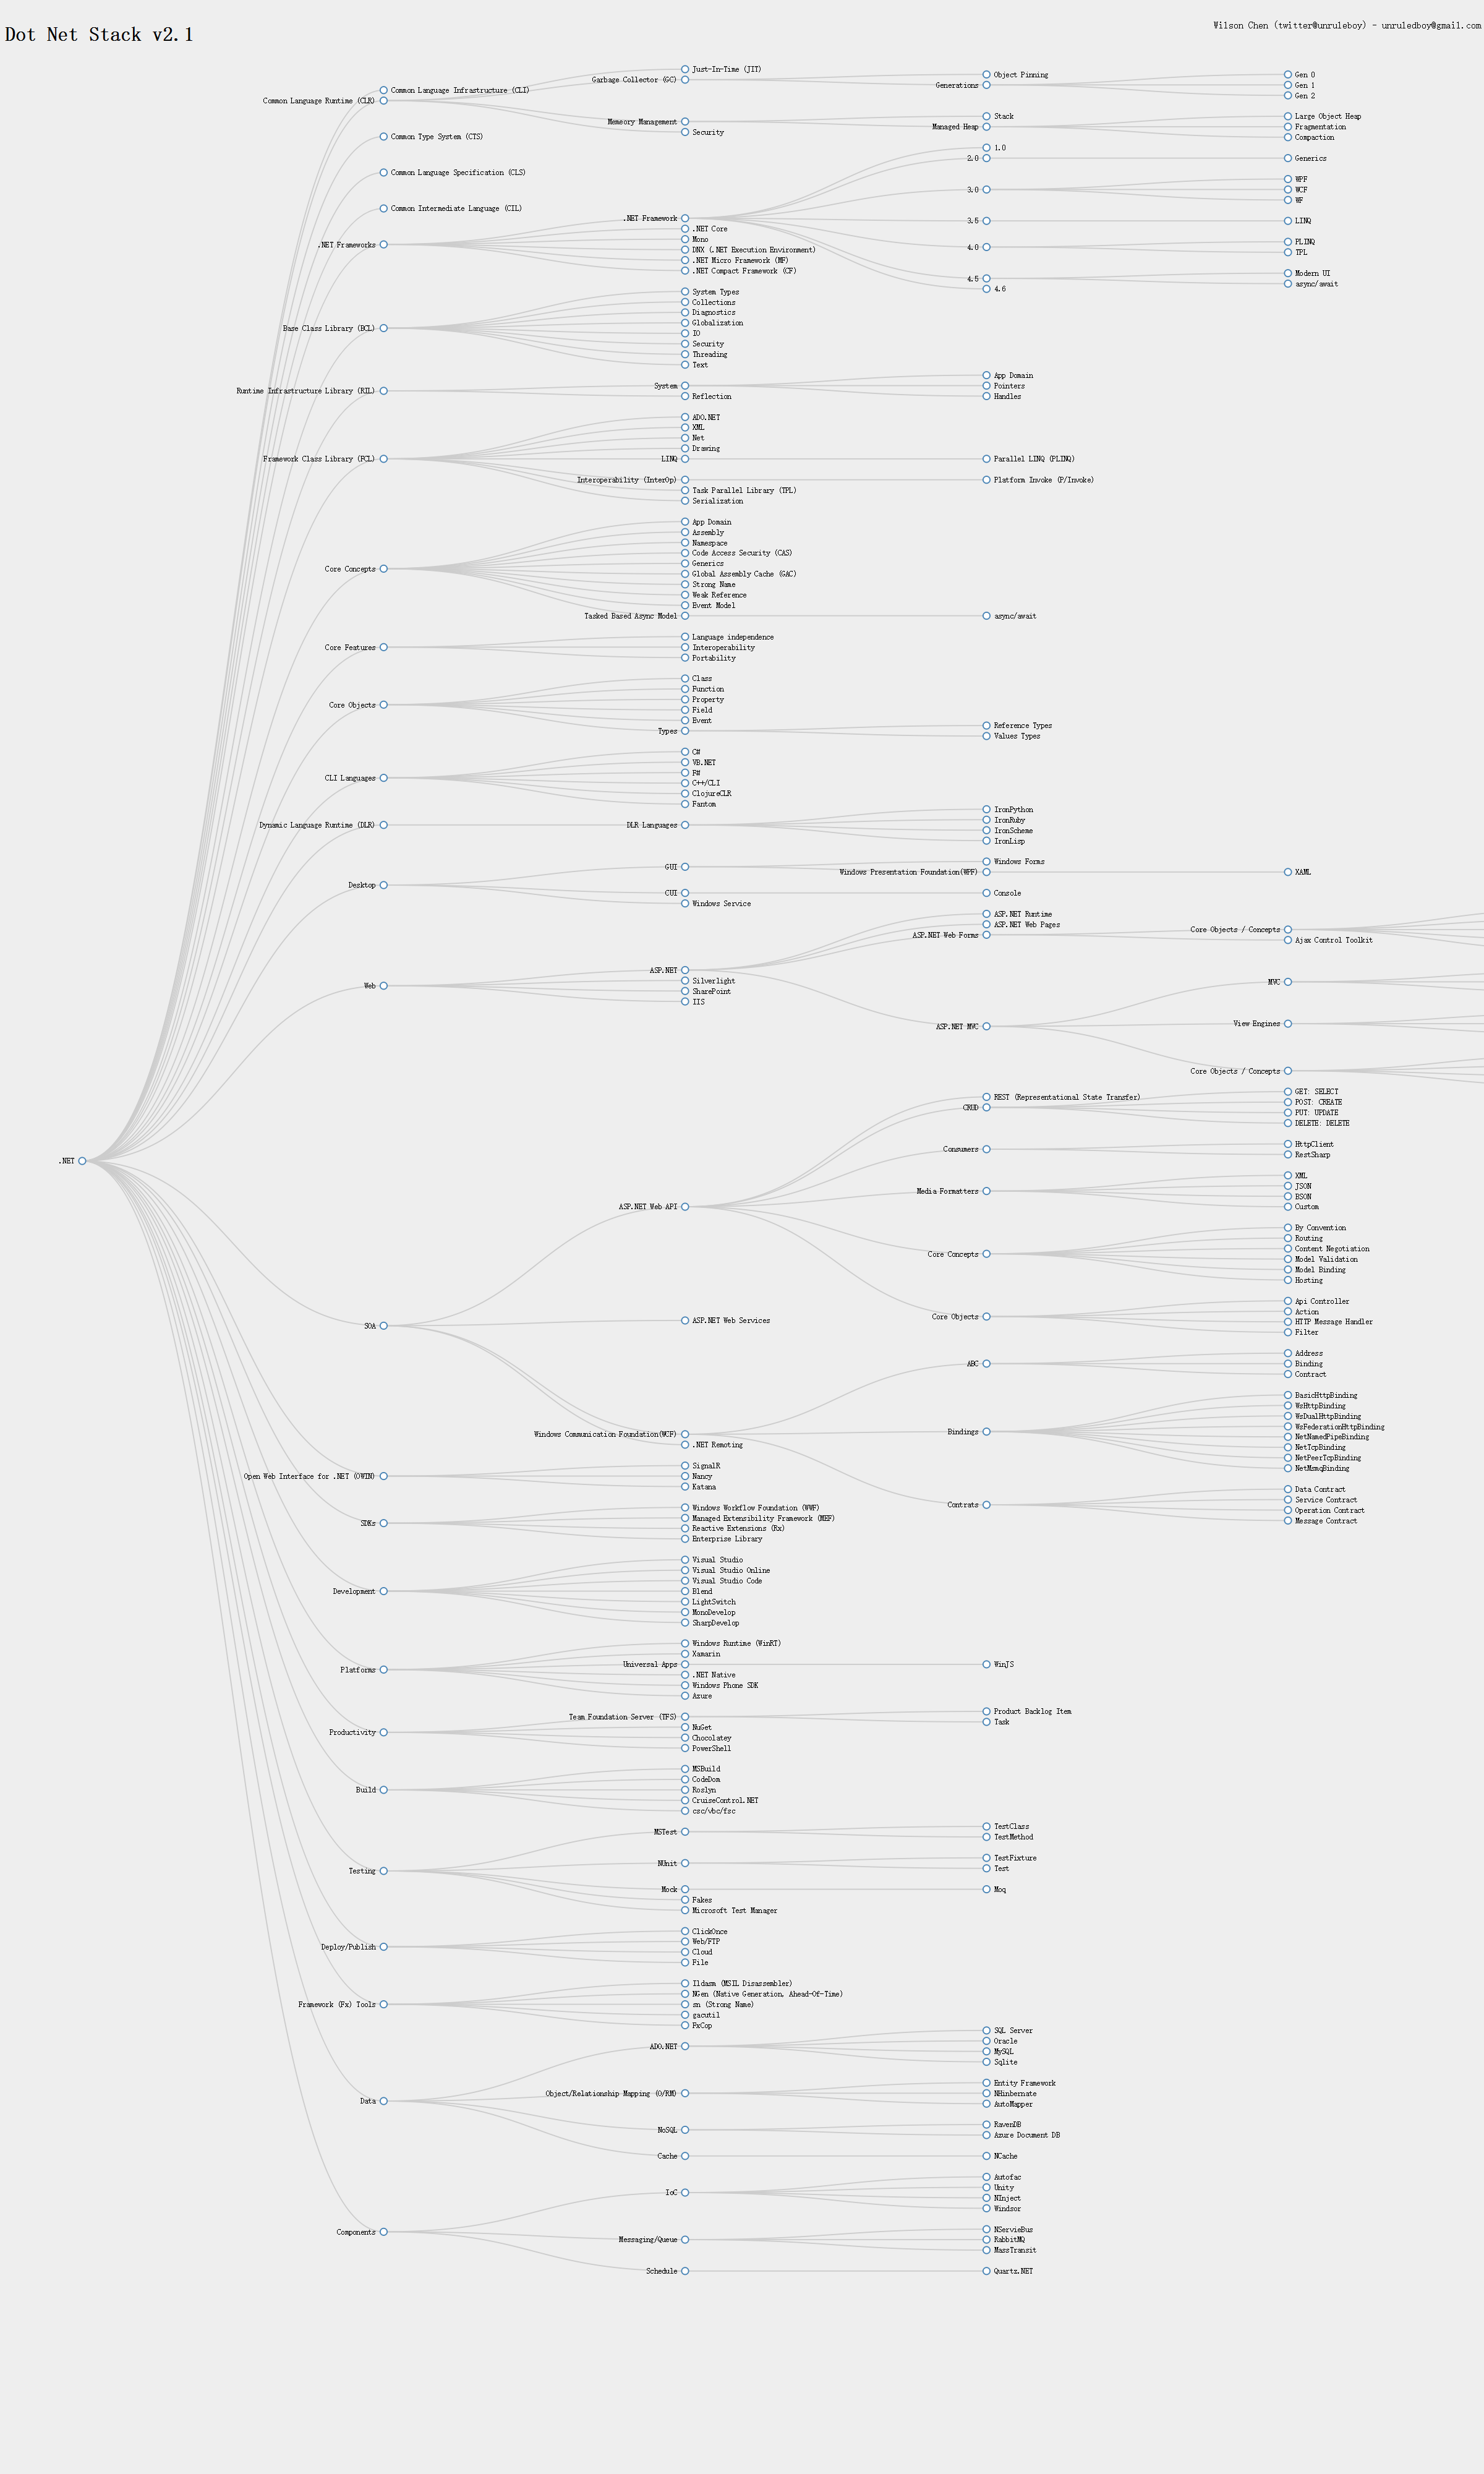 Dot Net Stack v2.1
Wilson Chen (twitter@unruleboy) - unruledboy@gmail.com
.NET
Common Language Infrastructure (CLI)
Common Language Runtime (CLR)
Just-In-Time (JIT)
Garbage Collector (GC)
Object Pinning
Generations
Gen 0
Gen 1
Gen 2
Memeory Management
Stack
Managed Heap
Large Object Heap
Fragmentation
Compaction
Security
Common Type System (CTS)
Common Language Specification (CLS)
Common Intermediate Language (CIL)
.NET Frameworks
.NET Framework
1.0
2.0
Generics
3.0
WPF
WCF
WF
3.5
LINQ
4.0
PLINQ
TPL
4.5
Modern UI
async/await
4.6
.NET Core
Mono
DNX (.NET Execution Environment)
.NET Micro Framework (MF)
.NET Compact Framework (CF)
Base Class Library (BCL)
System Types
Collections
Diagnostics
Globalization
IO
Security
Threading
Text
Runtime Infrastructure Library (RIL)
System
App Domain
Pointers
Handles
Reflection
Framework Class Library (FCL)
ADO.NET
XML
Net
Drawing
LINQ
Parallel LINQ (PLINQ)
Interoperability (InterOp)
Platform Invoke (P/Invoke)
Task Parallel Library (TPL)
Serialization
Core Concepts
App Domain
Assembly
Namespace
Code Access Security (CAS)
Generics
Global Assembly Cache (GAC)
Strong Name
Weak Reference
Event Model
Tasked Based Async Model
async/await
Core Features
Language independence
Interoperability
Portability
Core Objects
Class
Function
Property
Field
Event
Types
Reference Types
Values Types
CLI Languages
C#
VB.NET
F#
C++/CLI
ClojureCLR
Fantom
Dynamic Language Runtime (DLR)
DLR Languages
IronPython
IronRuby
IronScheme
IronLisp
Desktop
GUI
Windows Forms
Windows Presentation Foundation(WPF)
XAML
CUI
Console
Windows Service
Web
ASP.NET
ASP.NET Runtime
ASP.NET Web Pages
ASP.NET Web Forms
Core Objects / Concepts
Ajax Control Toolkit
ASP.NET MVC
MVC
View Engines
Core Objects / Concepts
Silverlight
SharePoint
IIS
SOA
ASP.NET Web API
REST (Representational State Transfer)
CRUD
GET: SELECT
POST: CREATE
PUT: UPDATE
DELETE: DELETE
Consumers
HttpClient
RestSharp
Media Formatters
XML
JSON
BSON
Custom
Core Concepts
By Convention
Routing
Content Negotiation
Model Validation
Model Binding
Hosting
Core Objects
Api Controller
Action
HTTP Message Handler
Filter
ASP.NET Web Services
Windows Communication Foundation(WCF)
ABC
Address
Binding
Contract
Bindings
BasicHttpBinding
WsHttpBinding
WsDualHttpBinding
WsFederationHttpBinding
NetNamedPipeBinding
NetTcpBinding
NetPeerTcpBinding
NetMsmqBinding
Contrats
Data Contract
Service Contract
Operation Contract
Message Contract
.NET Remoting
Open Web Interface for .NET (OWIN)
SignalR
Nancy
Katana
SDKs
Windows Workflow Foundation (WWF)
Managed Extensibility Framework (MEF)
Reactive Extensions (Rx)
Enterprise Library
Development
Visual Studio
Visual Studio Online
Visual Studio Code
Blend
LightSwitch
MonoDevelop
SharpDevelop
Platforms
Windows Runtime (WinRT)
Xamarin
Universal Apps
WinJS
.NET Native
Windows Phone SDK
Azure
Productivity
Team Foundation Server (TFS)
Product Backlog Item
Task
NuGet
Chocolatey
PowerShell
Build
MSBuild
CodeDom
Roslyn
CruiseControl.NET
csc/vbc/fsc
Testing
MSTest
TestClass
TestMethod
NUnit
TestFixture
Test
Mock
Moq
Fakes
Microsoft Test Manager
Deploy/Publish
ClickOnce
Web/FTP
Cloud
File
Framework (Fx) Tools
Ildasm (MSIL Disassembler)
NGen (Native Generation, Ahead-Of-Time)
sn (Strong Name)
gacutil
FxCop
Data
ADO.NET
SQL Server
Oracle
MySQL
Sqlite
Object/Relationship Mapping (O/RM)
Entity Framework
NHinbernate
AutoMapper
NoSQL
RavenDB
Azure Document DB
Cache
NCache
Components
IoC
Autofac
Unity
NInject
Windsor
Messaging/Queue
NServieBus
RabbitMQ
MassTransit
Schedule
Quartz.NET